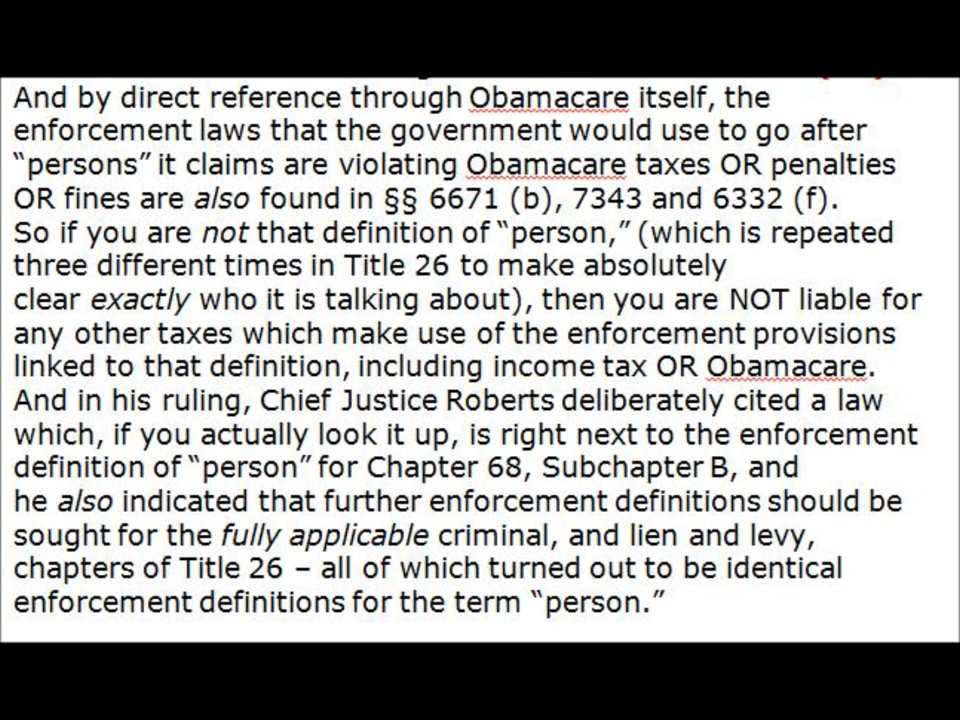 And by direct reference through Obamacare itself, the
enforcement laws that the government would use to go after
“persons” it claims are violating Obamacare taxes OR penalties
OR fines are also found in §§ 6671 (b), 7343 and 6332 (f).
So if you are not that definition of “person,” (which is repeated
three different times in Title 26 to make absolutely
clear exactly who it is talking about), then you are NOT liable for
any other taxes which make use of the enforcement provisions
linked to that definition, including income tax OR Obamacare.
And in his ruling, Chief Justice Roberts deliberately cited a law
which, if you actually look it up, is right next to the enforcement
definition of “person” for Chapter 68, Subchapter B, and
he also indicated that further enforcement definitions should be
sought for the fully applicable criminal, and lien and levy,
chapters of Title 26 – all of which turned out to be identical
enforcement definitions for the term “person.”